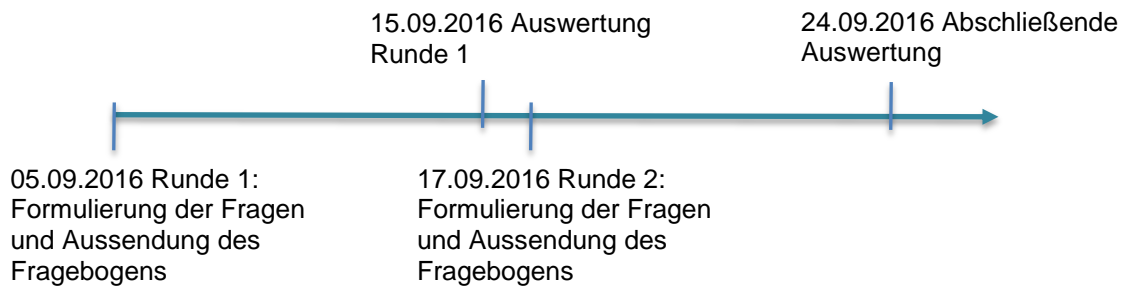 15.09.2016 Auswertung
Runde 1
24.09.2016 Abschließende
Auswertung
05.09.2016 Runde 1:
Formulierung der Fragen
und Aussendung des
Fragebogens
17.09.2016 Runde 2:
Formulierung der Fragen
und Aussendung des
Fragebogens